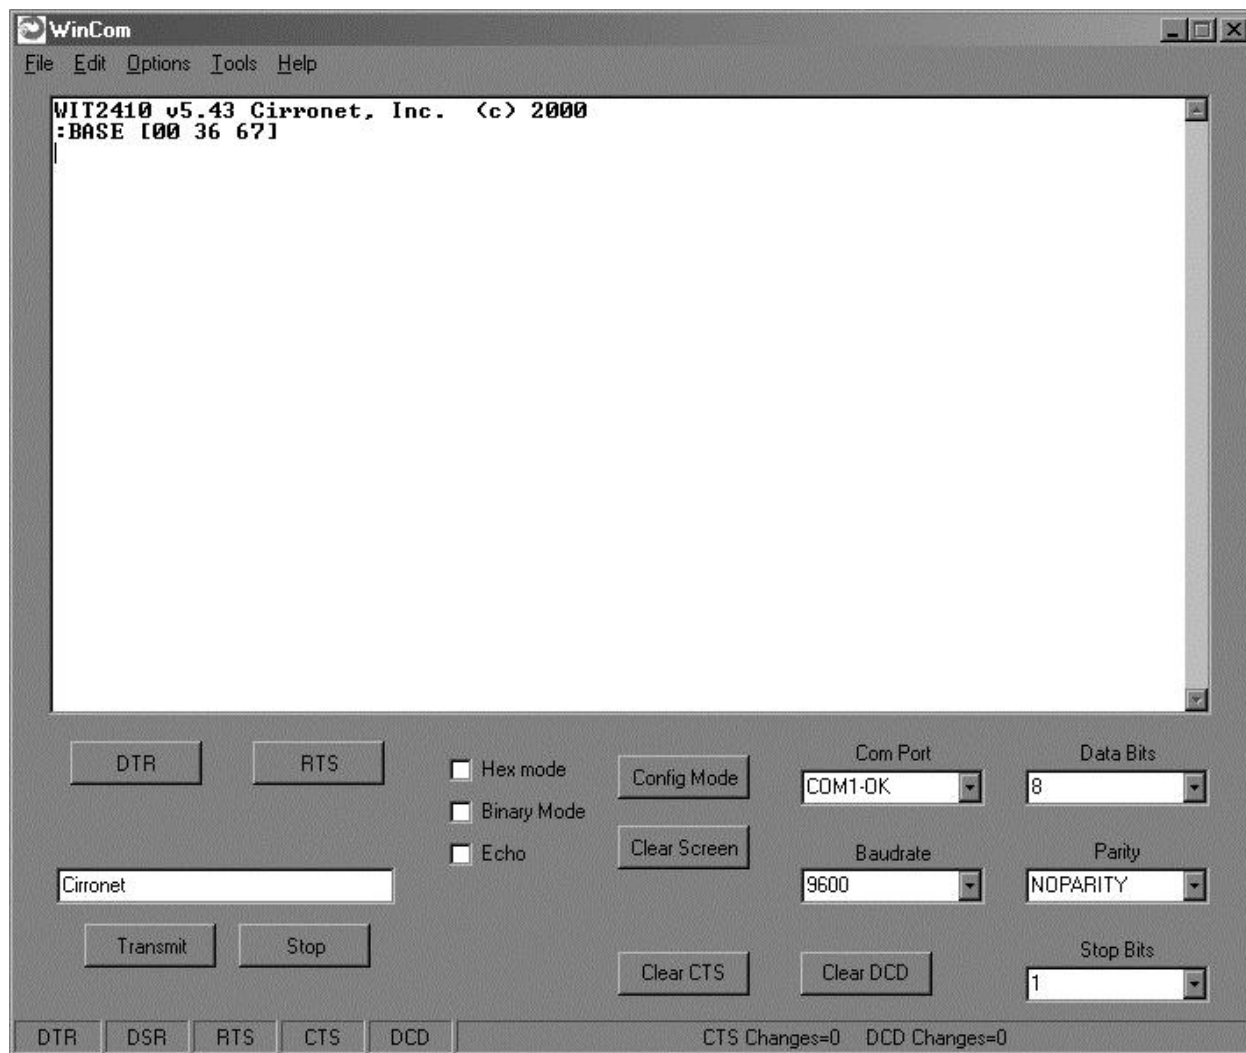 WinCom
File Edit Options Tools Help
WIT2410 v5.43 Cirronet, Inc. (c) 2000
:BASE [00 36 67]
DTR RTS
Hex mode
Binary Mode
Echo
Config Mode
Clear Screen
Com Port
COM1-OK
Data Bits
8
Baudrate
9600
Parity
NOPARITY
Cirronet
Transmit Stop
Clear CTS Clear DCD
Stop Bits
1
DTR DSR RTS CTS DCD CTS Changes=0 DCD Changes=0